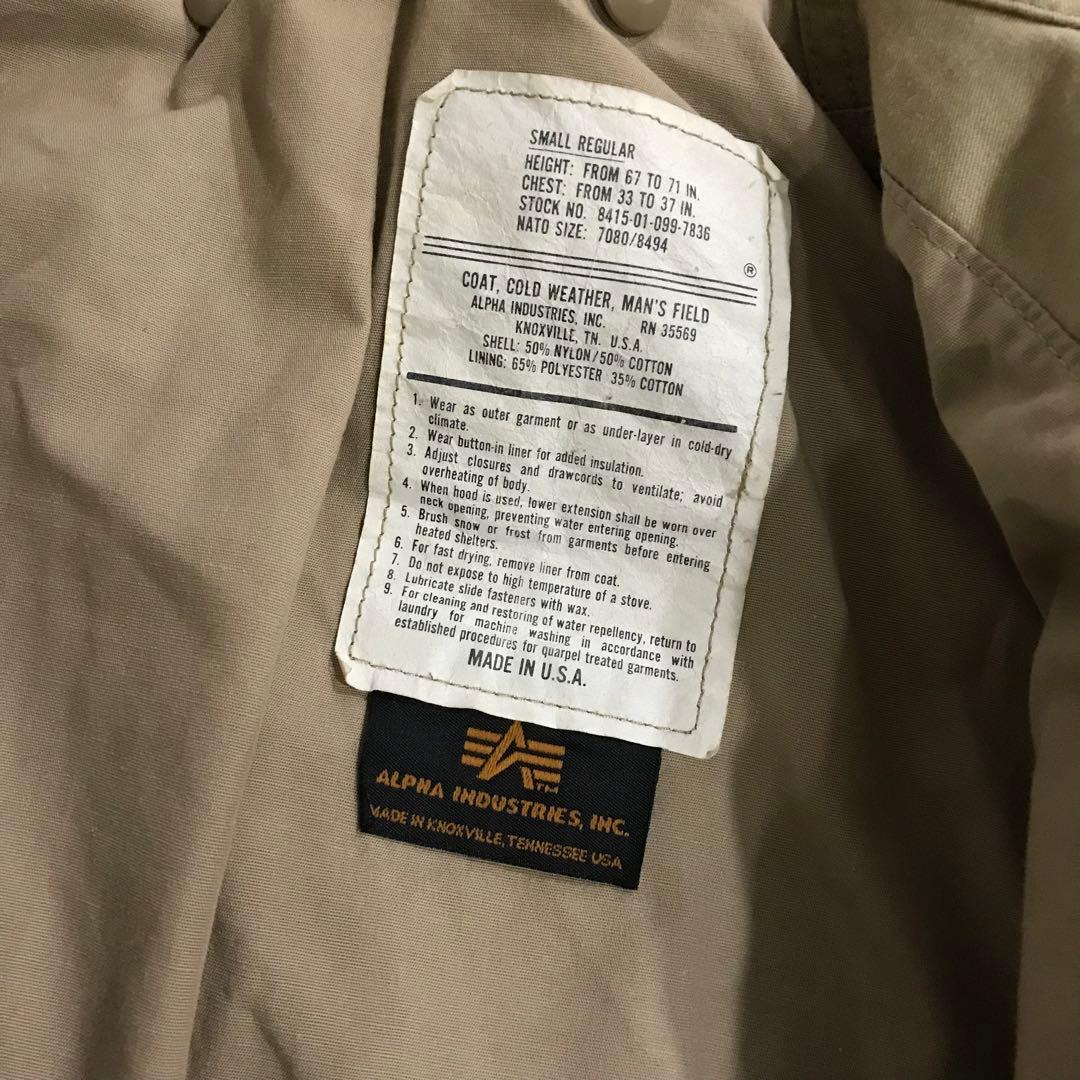 SMALL REGULAR
HEIGHT: FROM 67 TO 71 IN.
CHEST: FROM 33 TO 37 IN.
STOCK NO. 8415-01-099-7836
NATO SIZE: 7080/8494
®
COAT, COLD WEATHER, MAN'S FIELD
ALPHA INDUSTRIES, INC. RN 35569
KNOXVILLE, TN. U.S.A.
SHELL: 50% NYLON/50% COTTON
LINING: 65% POLYESTER 35% COTTON
1. Wear as outer garment or as under-layer in cold-dry
climate.
2. Wear button-in liner for added insulation.
3. Adjust closures and drawcords to ventilate; avoid
overheating of body.
4. When hood is used, lower extension shall be worn over
neck opening, preventing water entering opening.
5. Brush snow or frost from garments before entering
heated shelters.
6. For fast drying, remove liner from coat.
7. Do not expose to high temperature of a stove.
8. Lubricate slide fasteners with wax.
9. For cleaning and restoring of water repellency, return to
laundry for machine washing in accordance with
established procedures for quarpel treated garments.
MADE IN U.S.A.
TM
ALPHA INDUSTRIES, INC.
MADE IN KNOXVILLE, TENNESSEE USA